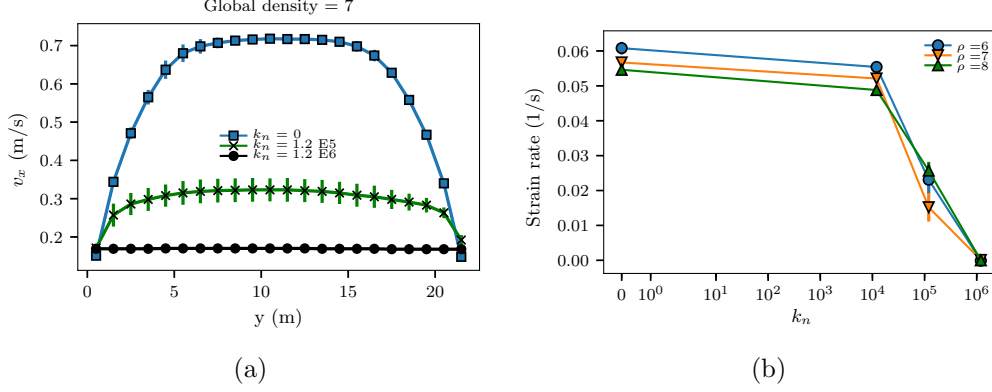 Global density = 7
0.7
0.6
0.5
0.4
0.3
0.2
v_x (m/s)
k_n = 0
k_n = 1.2 E5
k_n = 1.2 E6
0 5 10 15 20
y (m)
(a)
0.06
0.05
0.04
0.03
0.02
0.01
0.00
Strain rate (1/s)
ρ =6
ρ =7
ρ =8
0 10^0 10^1 10^2 10^3 10^4 10^5 10^6
k_n
(b)